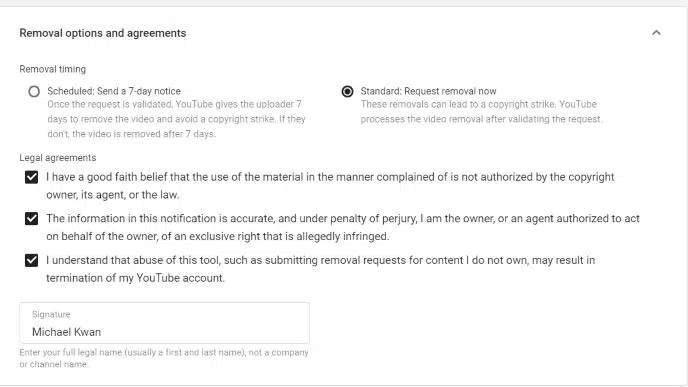 Removal options and agreements
Removal timing
Scheduled: Send a 7-day notice
Once the request is validated, YouTube gives the uploader 7
days to remove the video and avoid a copyright strike. If they
don't, the video is removed after 7 days.
Standard: Request removal now
These removals can lead to a copyright strike. YouTube
processes the video removal after validating the request.
Legal agreements
I have a good faith belief that the use of the material in the manner complained of is not authorized by the copyright
owner, its agent, or the law.
The information in this notification is accurate, and under penalty of perjury, I am the owner, or an agent authorized to act
on behalf of the owner, of an exclusive right that is allegedly infringed.
I understand that abuse of this tool, such as submitting removal requests for content I do not own, may result in
termination of my YouTube account.
Signature
Michael Kwan
Enter your full legal name (usually a first and last name), not a company
or channel name.